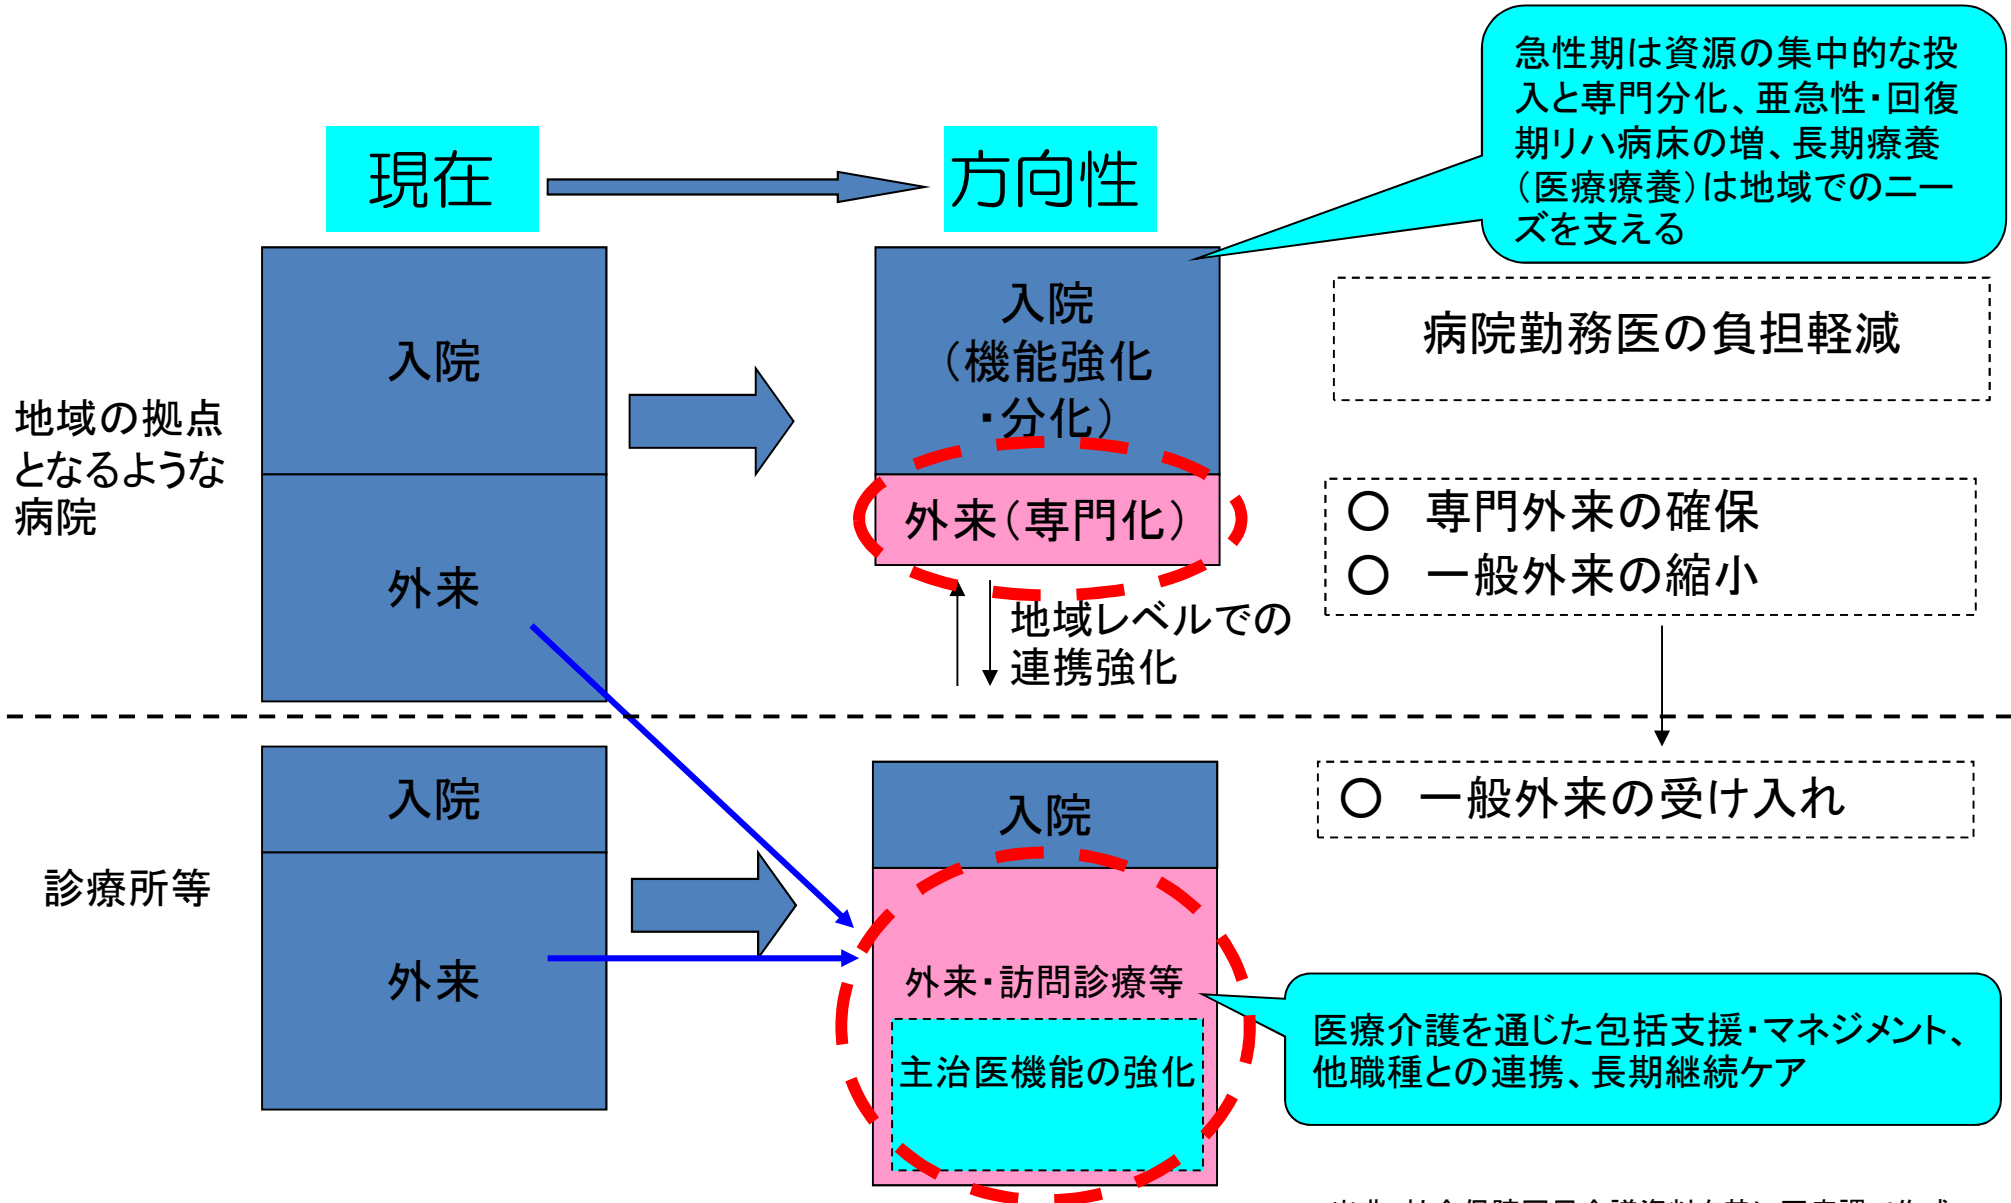 急性期は資源の集中的な投
入と専門分化、亜急性・回復
期リハ病床の増、長期療養
（医療療養）は地域でのニー
ズを支える
現在
方向性
地域の拠点
となるような
病院
入院
外来
入院
（機能強化
・分化）
外来（専門化）
病院勤務医の負担軽減
○　専門外来の確保
○　一般外来の縮小
地域レベルでの
連携強化
診療所等
入院
外来
入院
外来・訪問診療等
主治医機能の強化
○　一般外来の受け入れ
医療介護を通じた包括支援・マネジメント、
他職種との連携、長期継続ケア